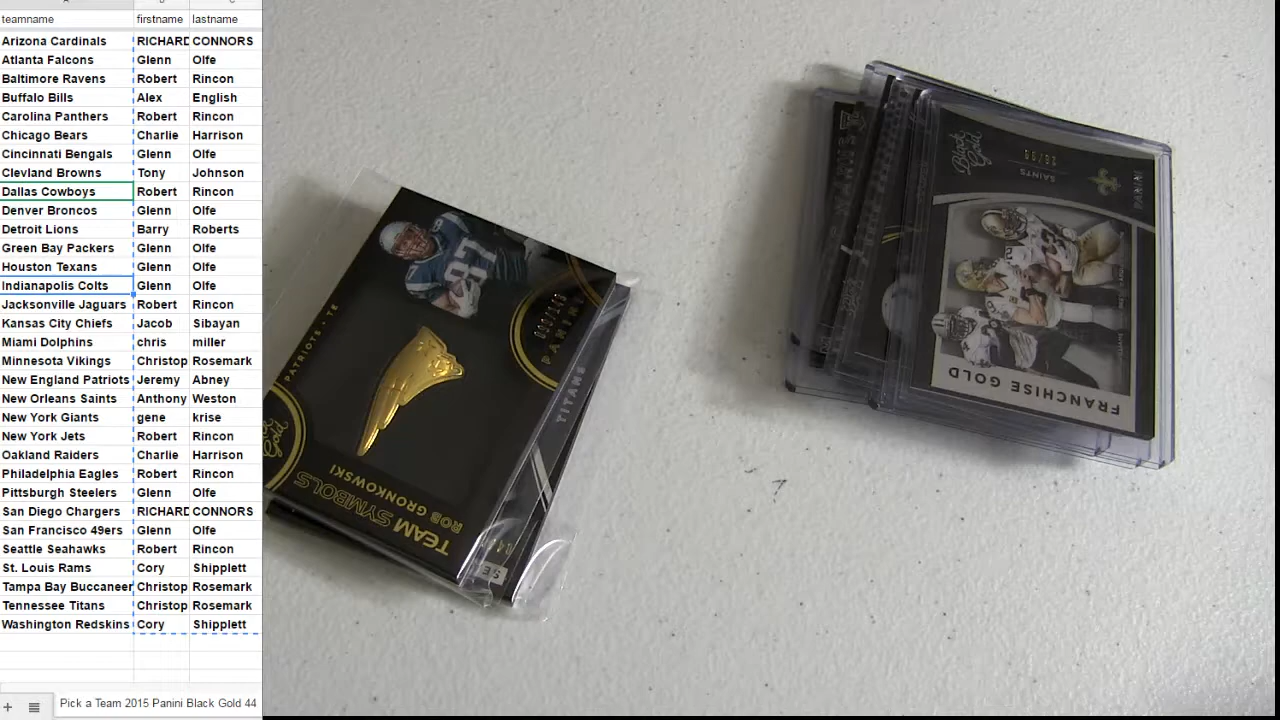 teamname firstname lastname
Arizona Cardinals RICHARD CONNORS
Atlanta Falcons Glenn Olfe
Baltimore Ravens Robert Rincon
Buffalo Bills Alex English
Carolina Panthers Robert Rincon
Chicago Bears Charlie Harrison
Cincinnati Bengals Glenn Olfe
Clevland Browns Tony Johnson
Dallas Cowboys Robert Rincon
Denver Broncos Glenn Olfe
Detroit Lions Barry Roberts
Green Bay Packers Glenn Olfe
Houston Texans Glenn Olfe
Indianapolis Colts Glenn Olfe
Jacksonville Jaguars Robert Rincon
Kansas City Chiefs Jacob Sibayan
Miami Dolphins chris miller
Minnesota Vikings Christop Rosemark
New England Patriots Jeremy Abney
New Orleans Saints Anthony Weston
New York Giants gene krise
New York Jets Robert Rincon
Oakland Raiders Charlie Harrison
Philadelphia Eagles Robert Rincon
Pittsburgh Steelers Glenn Olfe
San Diego Chargers RICHARD CONNORS
San Francisco 49ers Glenn Olfe
Seattle Seahawks Robert Rincon
St. Louis Rams Cory Shipplett
Tampa Bay Buccaneer Christop Rosemark
Tennessee Titans Christop Rosemark
Washington Redskins Cory Shipplett
Pick a Team 2015 Panini Black Gold 44
PATRIOTS • TE
87
PANINI
TEAM SYMBOLS
ROB GRONKOWSKI
TITANS
Black Gold
SAINTS
PANINI
FRANCHISE GOLD